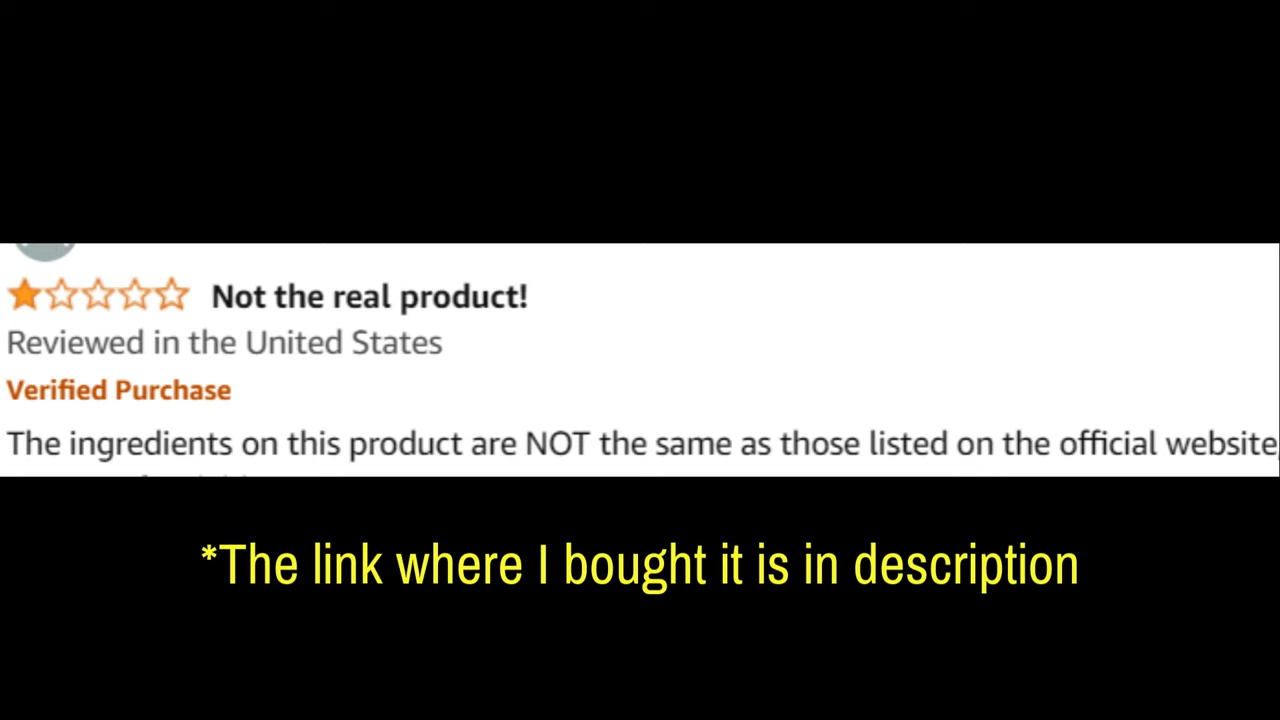 Not the real product!
Reviewed in the United States
Verified Purchase
The ingredients on this product are NOT the same as those listed on the official website,
*The link where I bought it is in description